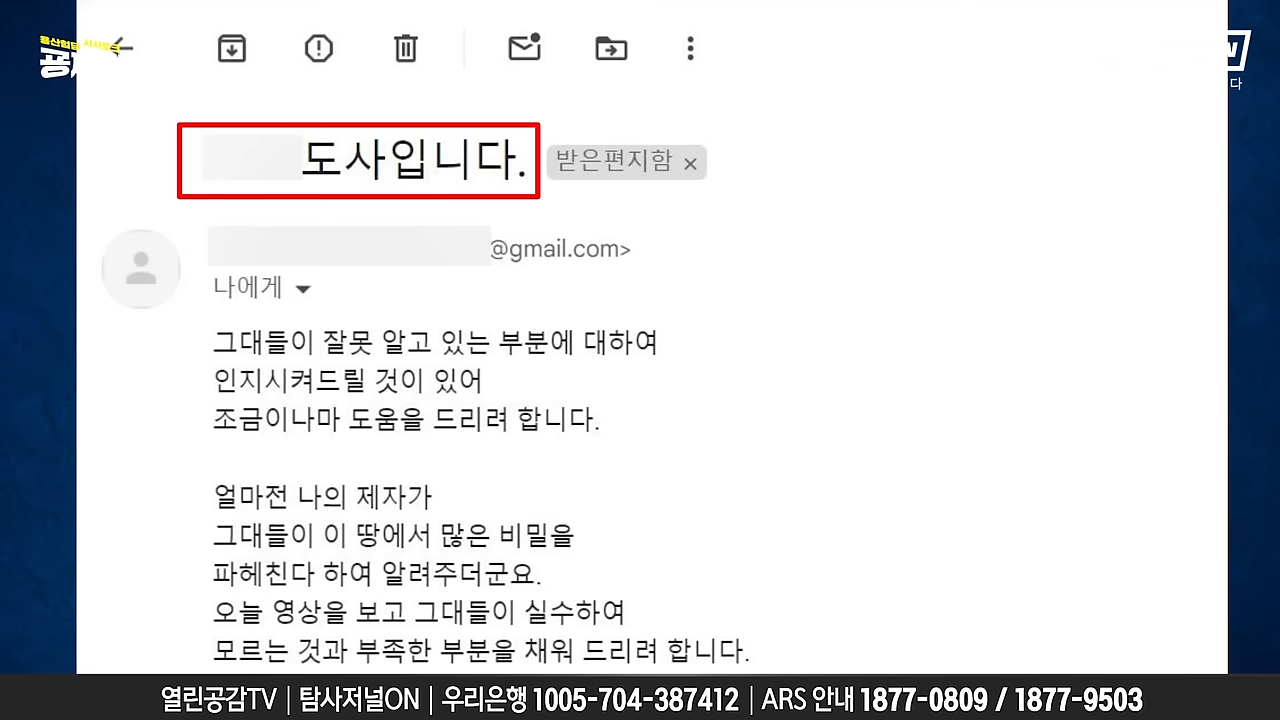 도사입니다.
받은편지함 ×
@gmail.com>
나에게
그대들이 잘못 알고 있는 부분에 대하여
인지시켜드릴 것이 있어
조금이나마 도움을 드리려 합니다.
얼마전 나의 제자가
그대들이 이 땅에서 많은 비밀을
파헤친다 하여 알려주더군요.
오늘 영상을 보고 그대들이 실수하여
모르는 것과 부족한 부분을 채워 드리려 합니다.
열린공감TV | 탐사저널ON | 우리은행 1005-704-387412 | ARS 안내 1877-0809 / 1877-9503